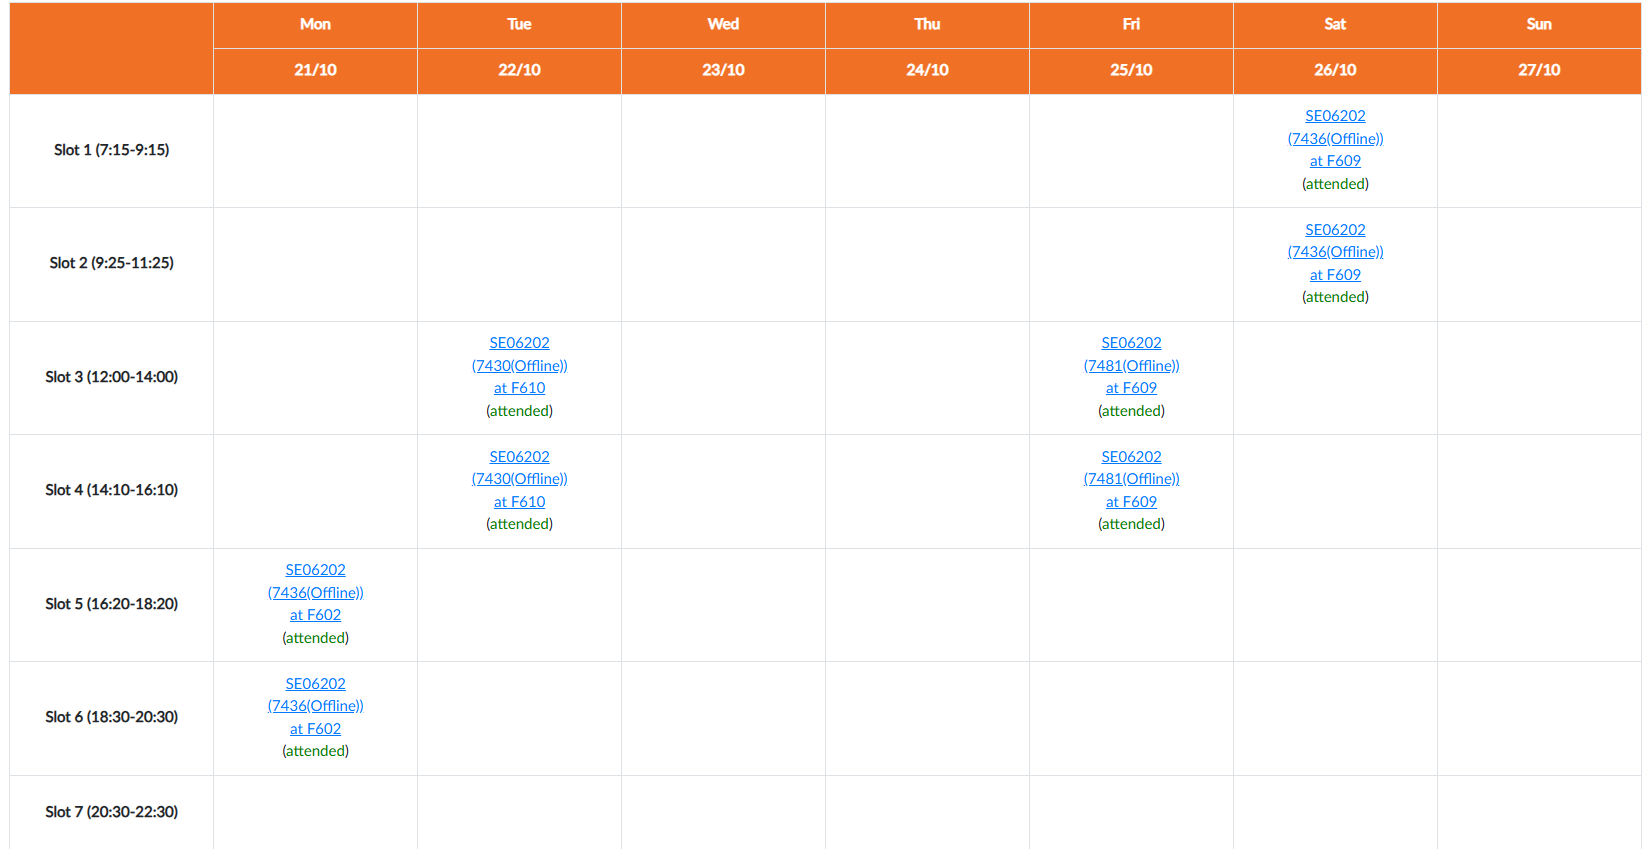 Mon Tue Wed Thu Fri Sat Sun
21/10 22/10 23/10 24/10 25/10 26/10 27/10
Slot 1 (7:15-9:15)
SE06202
(7436(Offline))
at F609
(attended)
Slot 2 (9:25-11:25)
SE06202
(7436(Offline))
at F609
(attended)
Slot 3 (12:00-14:00)
SE06202
(7430(Offline))
at F610
(attended)
SE06202
(7481(Offline))
at F609
(attended)
Slot 4 (14:10-16:10)
SE06202
(7430(Offline))
at F610
(attended)
SE06202
(7481(Offline))
at F609
(attended)
Slot 5 (16:20-18:20)
SE06202
(7436(Offline))
at F602
(attended)
Slot 6 (18:30-20:30)
SE06202
(7436(Offline))
at F602
(attended)
Slot 7 (20:30-22:30)